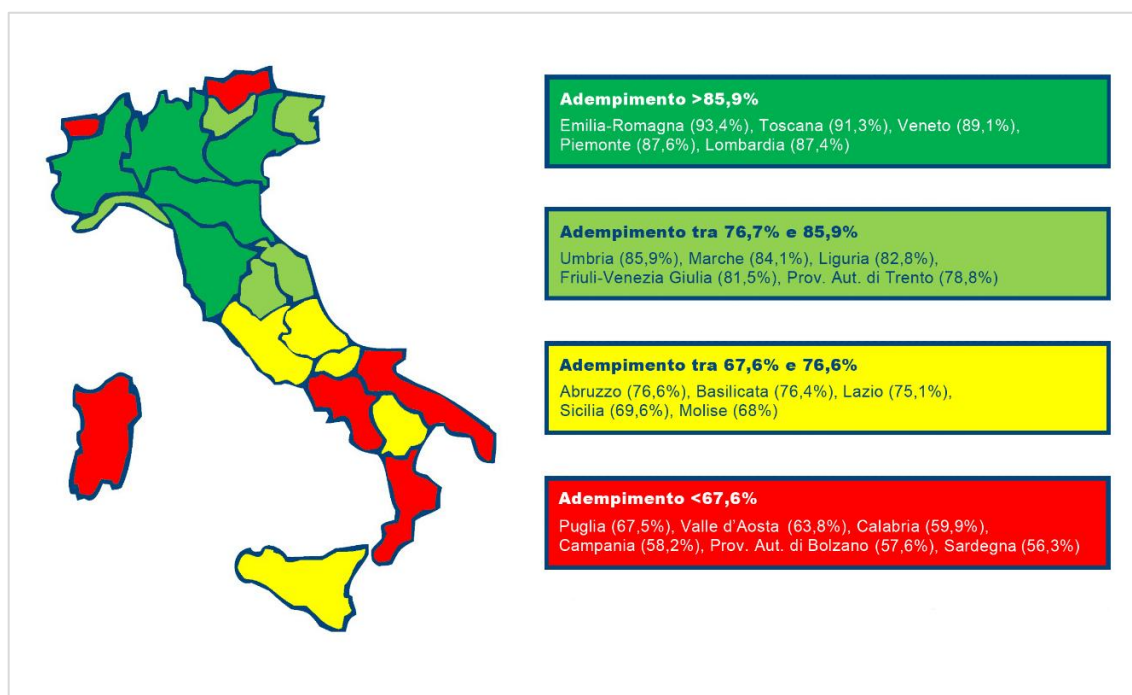 Adempimento >85,9%
Emilia-Romagna (93,4%), Toscana (91,3%), Veneto (89,1%),
Piemonte (87,6%), Lombardia (87,4%)
Adempimento tra 76,7% e 85,9%
Umbria (85,9%), Marche (84,1%), Liguria (82,8%),
Friuli-Venezia Giulia (81,5%), Prov. Aut. di Trento (78,8%)
Adempimento tra 67,6% e 76,6%
Abruzzo (76,6%), Basilicata (76,4%), Lazio (75,1%),
Sicilia (69,6%), Molise (68%)
Adempimento <67,6%
Puglia (67,5%), Valle d’Aosta (63,8%), Calabria (59,9%),
Campania (58,2%), Prov. Aut. di Bolzano (57,6%), Sardegna (56,3%)